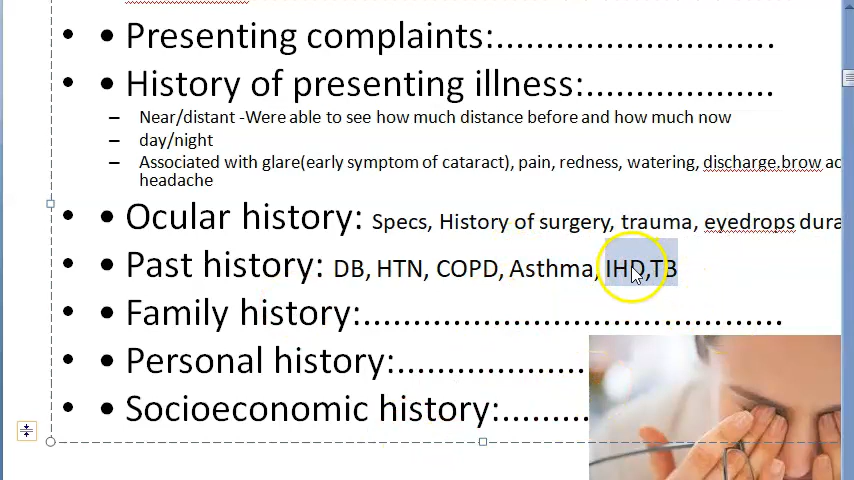 • • Presenting complaints:............................
• • History of presenting illness:...................
– Near/distant -Were able to see how much distance before and how much now
– day/night
– Associated with glare(early symptom of cataract), pain, redness, watering, discharge.brow
headache
• • Ocular history: Specs, History of surgery, trauma, eyedrops
• • Past history: DB, HTN, COPD, Asthma, IHD,TB
• • Family history:..........................................
• • Personal history:...................
• • Socioeconomic history:.........